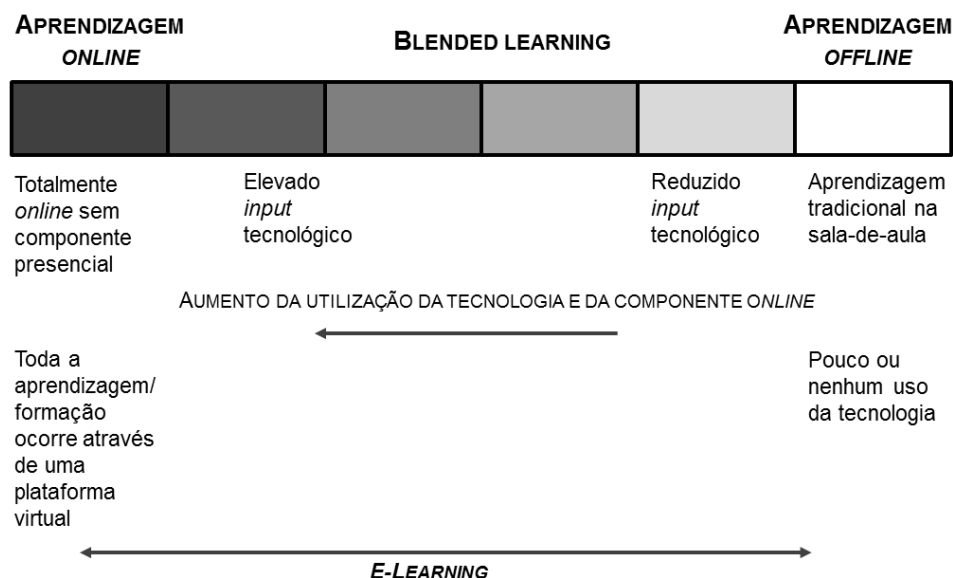 APRENDIZAGEM
ONLINE
BLENDED LEARNING
APRENDIZAGEM
OFFLINE
Totalmente
online sem
componente
presencial
Elevado
input
tecnológico
Reduzido
input
tecnológico
Aprendizagem
tradicional na
sala-de-aula
AUMENTO DA UTILIZAÇÃO DA TECNOLOGIA E DA COMPONENTE ONLINE
Toda a
aprendizagem/
formação
ocorre através
de uma
plataforma
virtual
Pouco ou
nenhum uso
da tecnologia
E-LEARNING